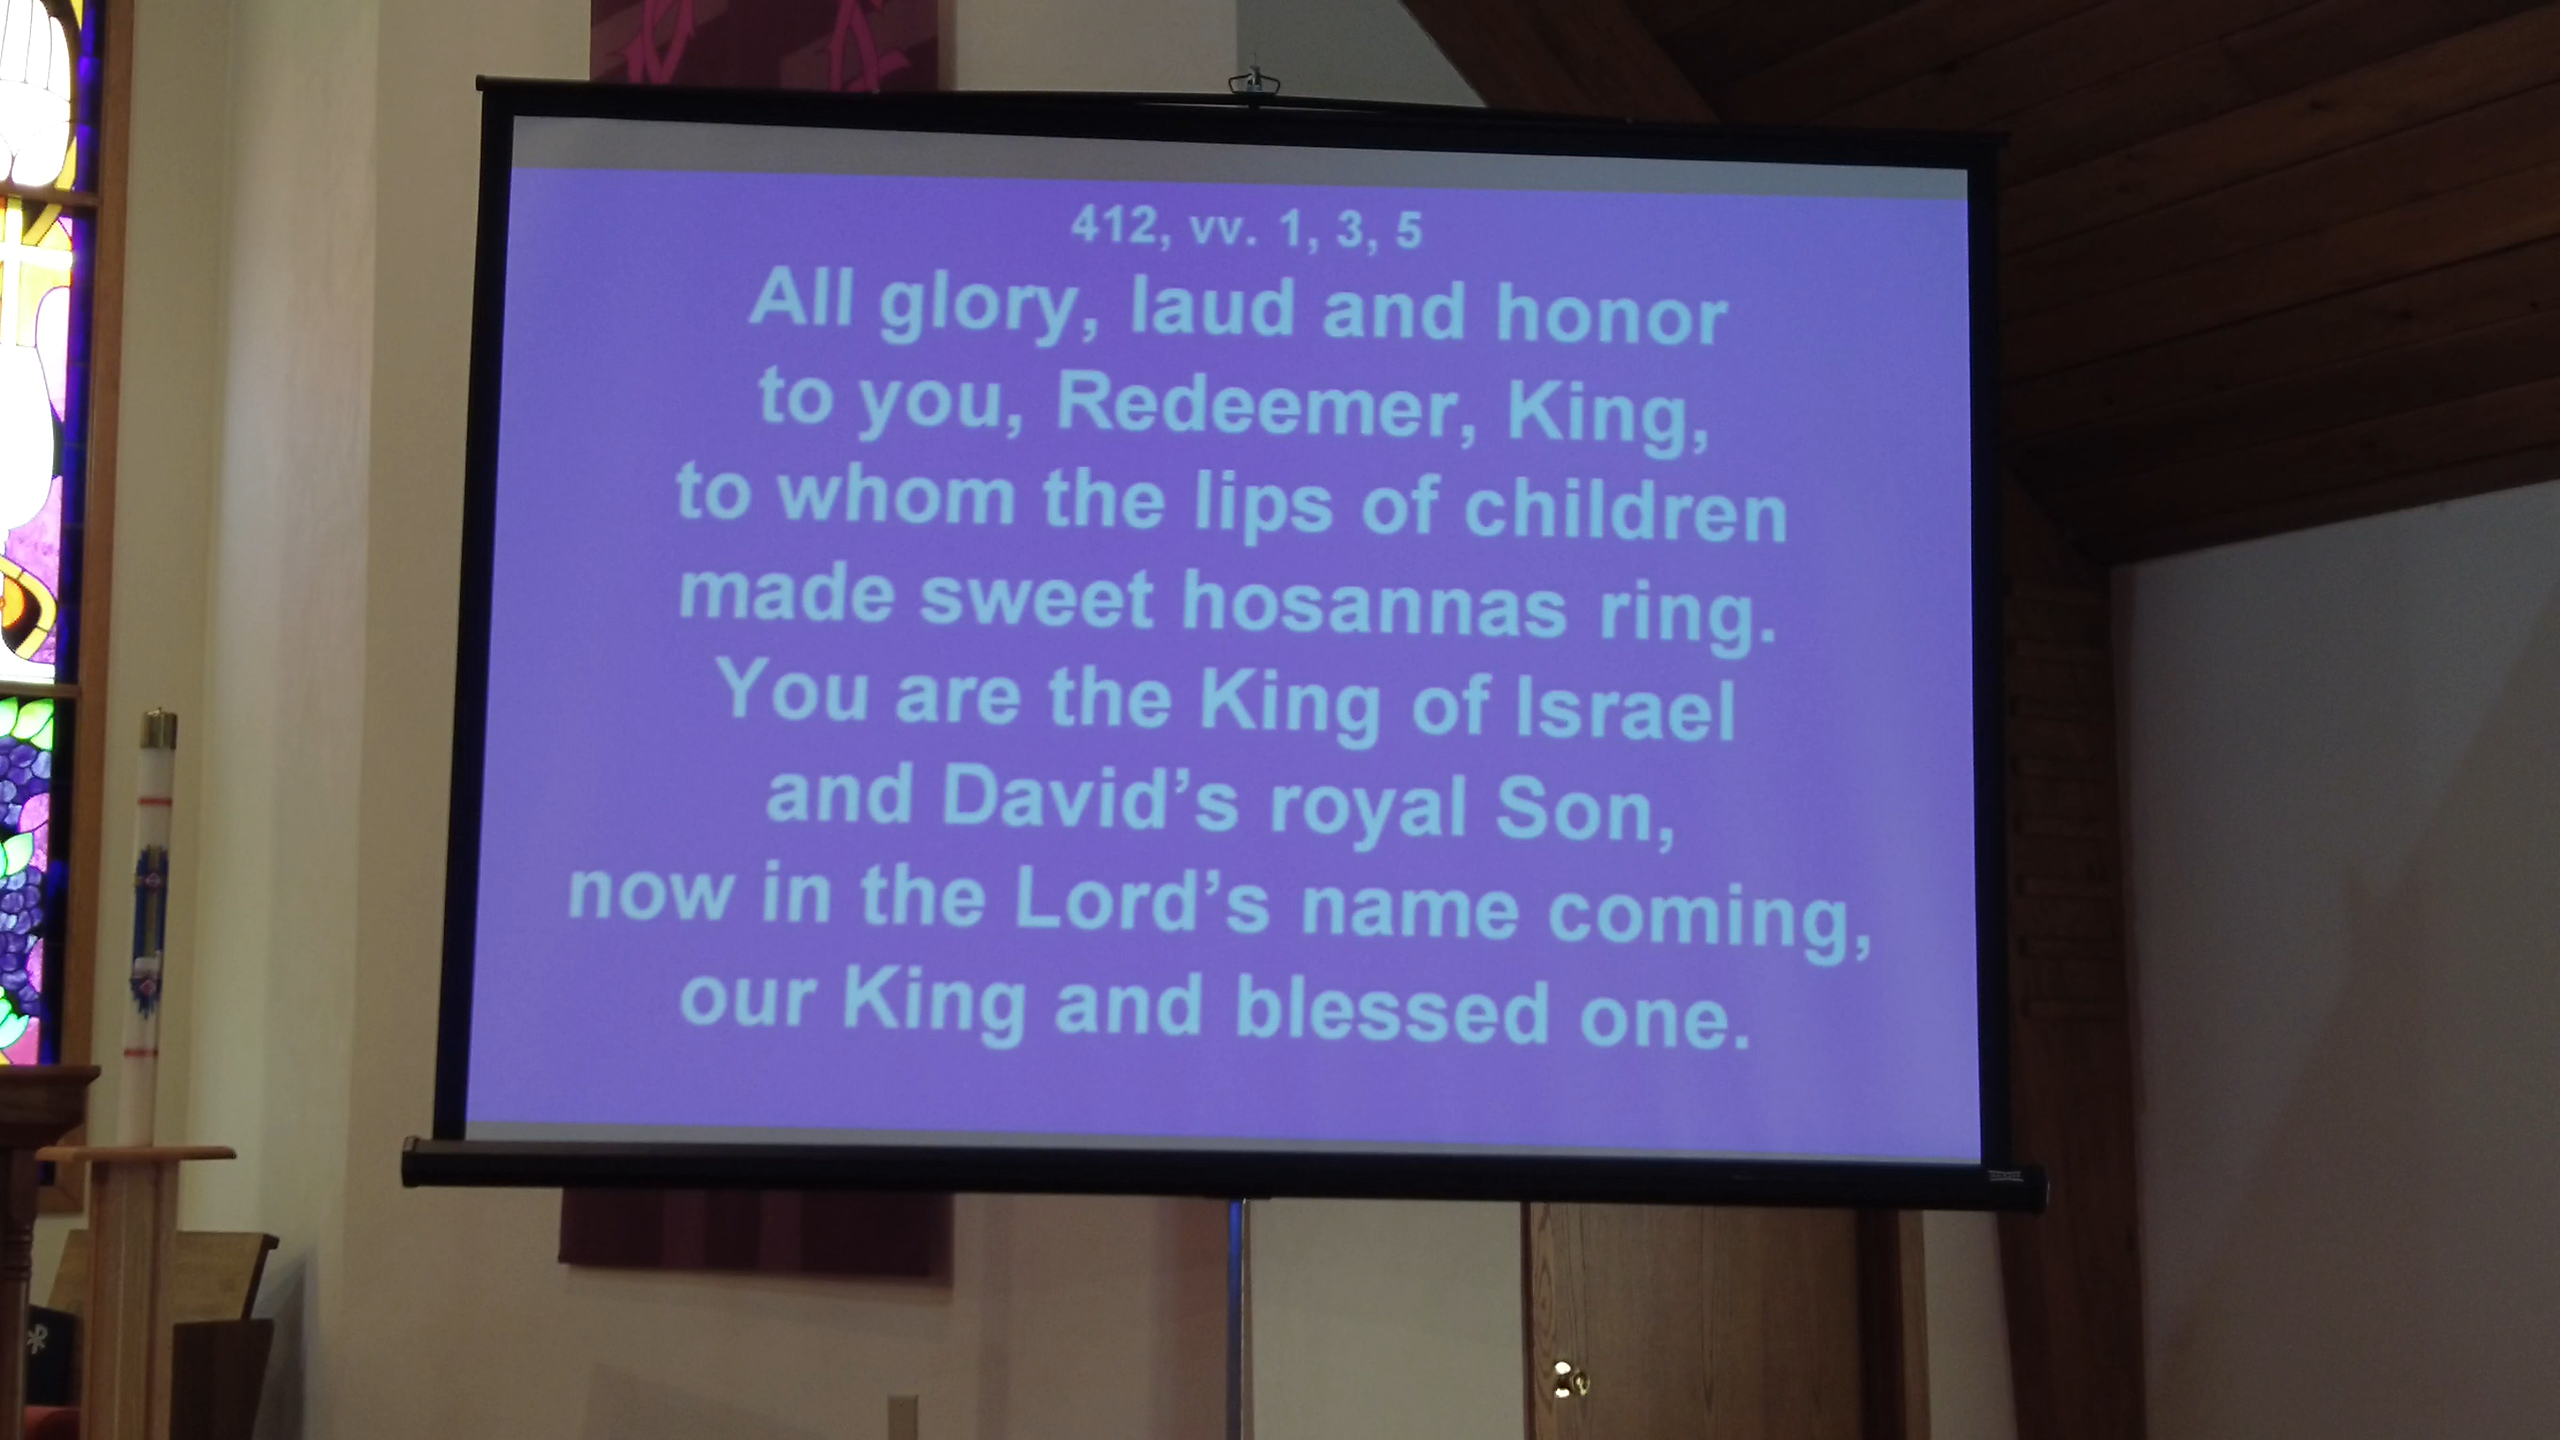 412, vv. 1, 3, 5
All glory, laud and honor
to you, Redeemer, King,
to whom the lips of children
made sweet hosannas ring.
You are the King of Israel
and David’s royal Son,
now in the Lord’s name coming,
our King and blessed one.